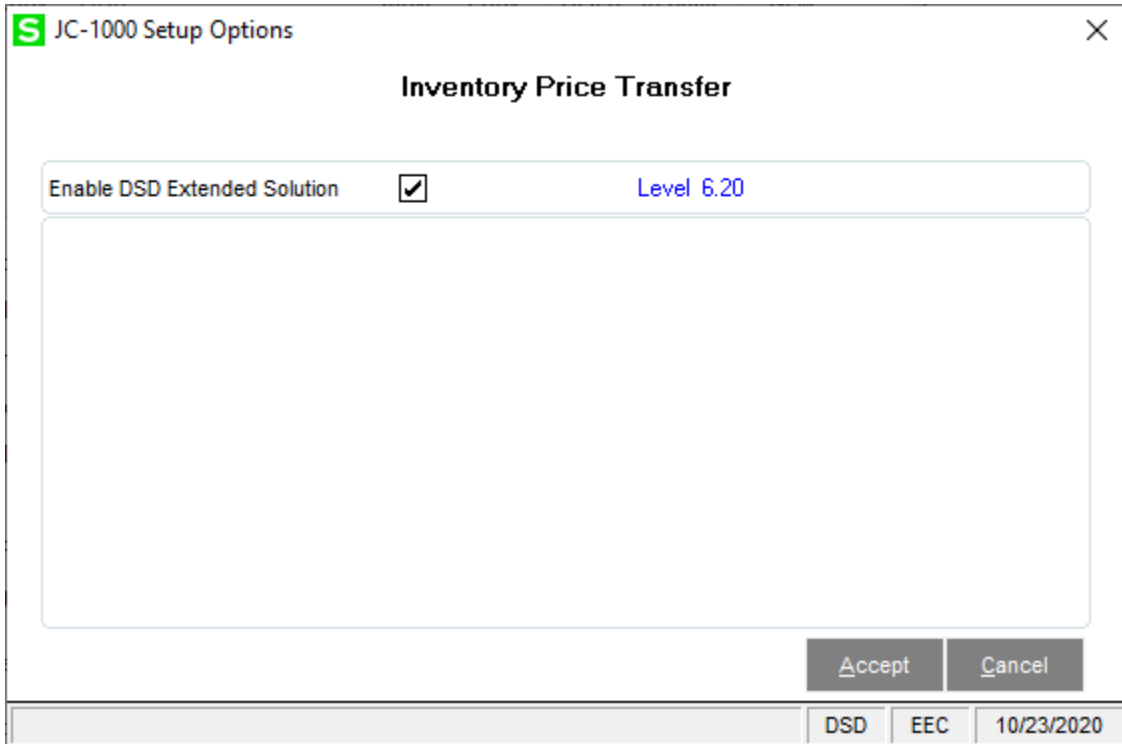 S JC-1000 Setup Options
Inventory Price Transfer
Enable DSD Extended Solution Level 6.20
Accept Cancel
DSD EEC 10/23/2020